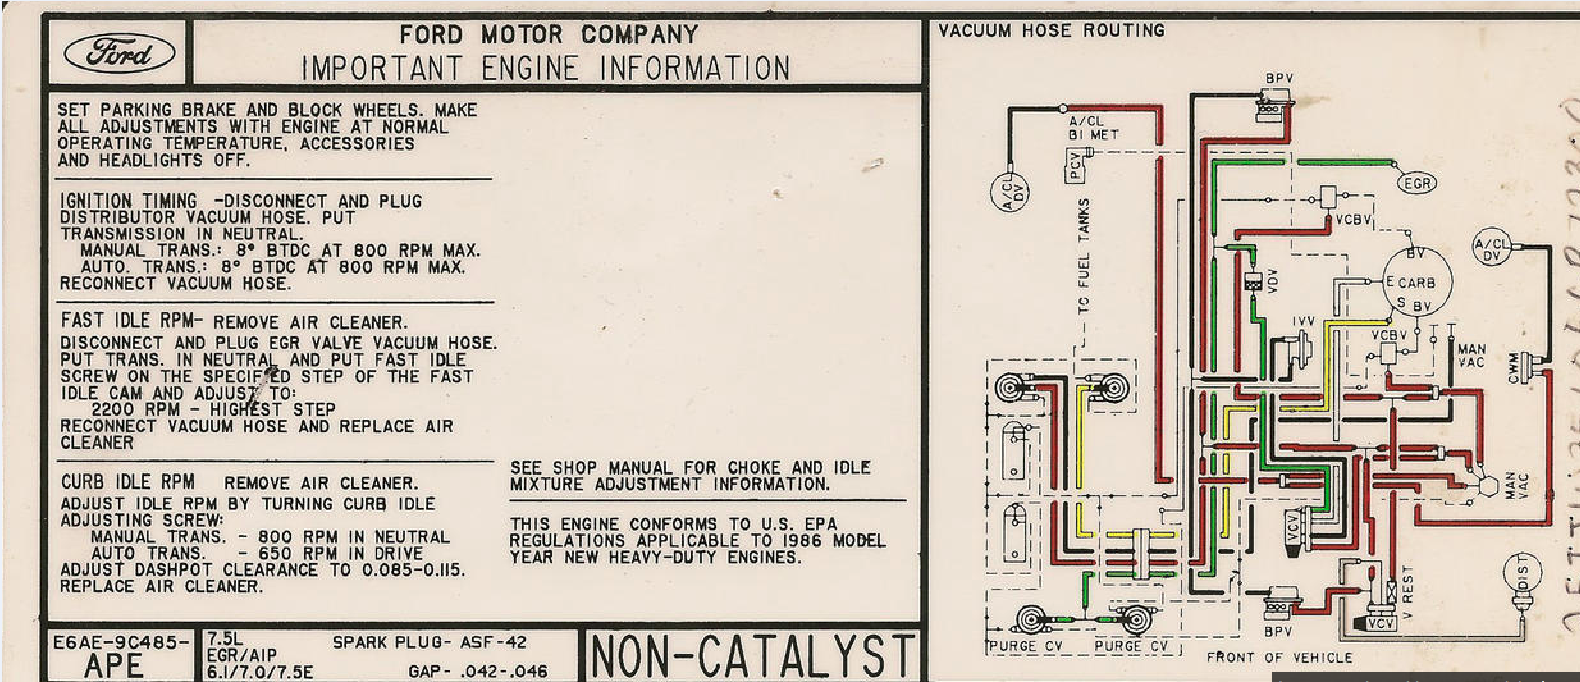 Ford
FORD MOTOR COMPANY
IMPORTANT ENGINE INFORMATION
SET PARKING BRAKE AND BLOCK WHEELS. MAKE
ALL ADJUSTMENTS WITH ENGINE AT NORMAL
OPERATING TEMPERATURE, ACCESSORIES
AND HEADLIGHTS OFF.
IGNITION TIMING -DISCONNECT AND PLUG
DISTRIBUTOR VACUUM HOSE. PUT
TRANSMISSION IN NEUTRAL.
MANUAL TRANS.: 8° BTDC AT 800 RPM MAX.
AUTO. TRANS.: 8° BTDC AT 800 RPM MAX.
RECONNECT VACUUM HOSE.
FAST IDLE RPM- REMOVE AIR CLEANER.
DISCONNECT AND PLUG EGR VALVE VACUUM HOSE.
PUT TRANS. IN NEUTRAL AND PUT FAST IDLE
SCREW ON THE SPECIFIED STEP OF THE FAST
IDLE CAM AND ADJUST TO:
2200 RPM - HIGHEST STEP
RECONNECT VACUUM HOSE AND REPLACE AIR
CLEANER
CURB IDLE RPM REMOVE AIR CLEANER.
ADJUST IDLE RPM BY TURNING CURB IDLE
ADJUSTING SCREW:
MANUAL TRANS. - 800 RPM IN NEUTRAL
AUTO TRANS. - 650 RPM IN DRIVE
ADJUST DASHPOT CLEARANCE TO 0.085-0.115.
REPLACE AIR CLEANER.
SEE SHOP MANUAL FOR CHOKE AND IDLE
MIXTURE ADJUSTMENT INFORMATION.
THIS ENGINE CONFORMS TO U.S. EPA
REGULATIONS APPLICABLE TO 1986 MODEL
YEAR NEW HEAVY-DUTY ENGINES.
E6AE-9C485-
APE
7.5L
EGR/AIP
6.1/7.0/7.5E
SPARK PLUG- ASF-42
GAP- .042-.046
NON-CATALYST
VACUUM HOSE ROUTING
BPV
A/CL
BI MET
PCV
A/CL
DV
EGR
TO FUEL TANKS
VCBV
A/CL
DV
BV
E CARB
S BV
VDV
IVV
VCBV
MAN
VAC
CWM
MAN
VAC
VCV
DIST
V REST
VCV
BPV
PURGE CV
PURGE CV
FRONT OF VEHICLE